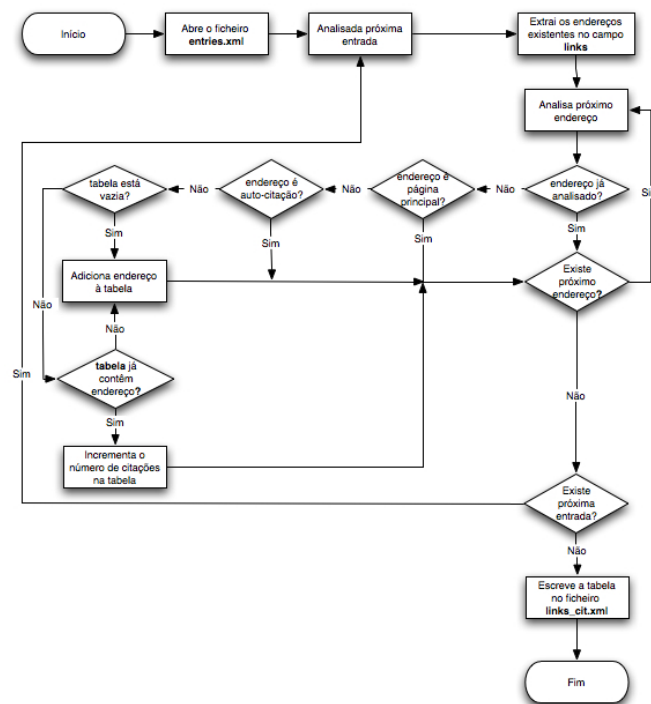 Início
Abre o ficheiro
entries.xml
Analisada próxima
entrada
Extrai os endereços
existentes no campo
links
Analisa próximo
endereço
tabela está
vazia?
Não
endereço é
auto-citação?
Não
endereço é
página
principal?
Não
endereço já
analisado?
Sim
Sim
Sim
Sim
Adiciona endereço
à tabela
Existe
próximo
endereço?
Não
Não
Sim
tabela já
contêm
endereço?
Não
Sim
Incrementa o
número de citações
na tabela
Existe
próxima
entrada?
Não
Escreve a tabela
no ficheiro
links_cit.xml
Fim